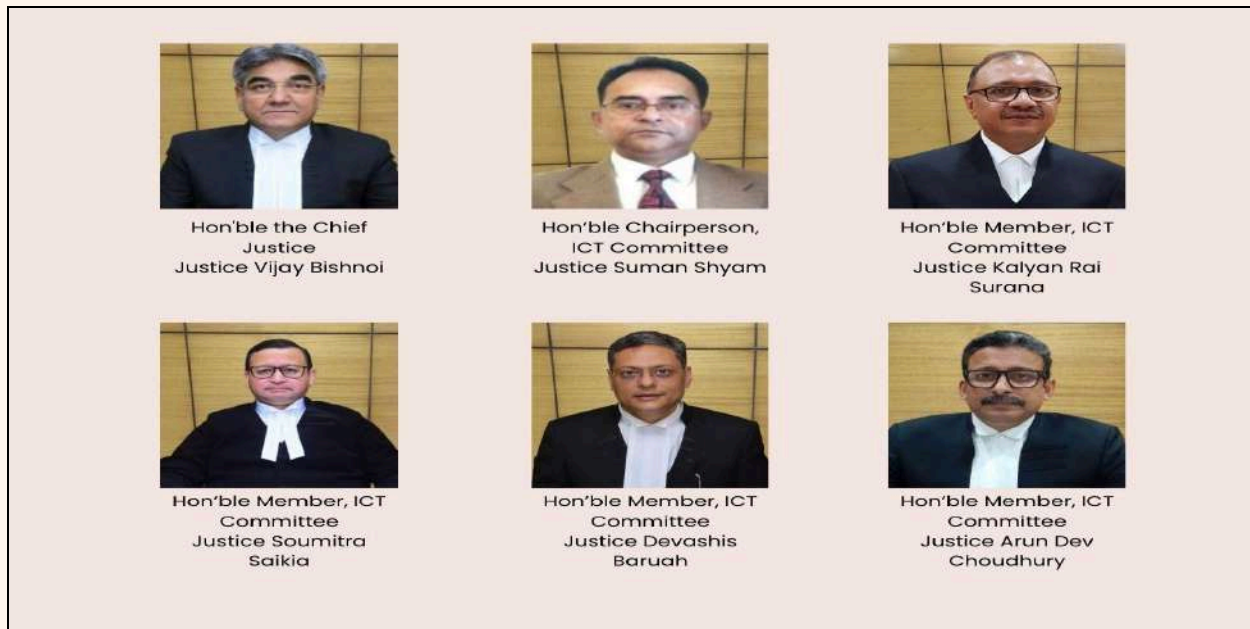 Hon'ble the Chief
Justice
Justice Vijay Bishnoi
Hon‘ble Chairperson,
ICT Committee
Justice Suman Shyam
Hon‘ble Member, ICT
Committee
Justice Kalyan Rai
Surana
Hon‘ble Member, ICT
Committee
Justice Soumitra
Saikia
Hon‘ble Member, ICT
Committee
Justice Devashis
Baruah
Hon‘ble Member, ICT
Committee
Justice Arun Dev
Choudhury